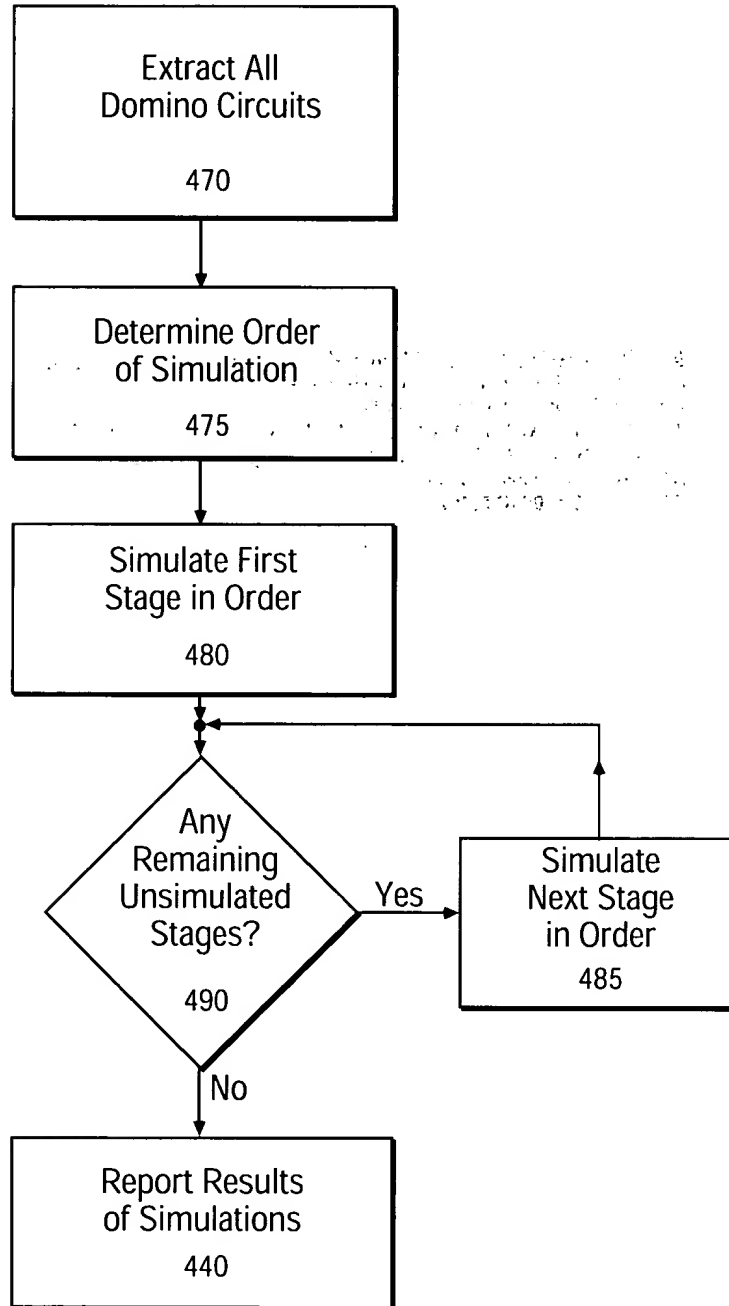 Extract All
Domino Circuits
470
Determine Order
of Simulation
475
Simulate First
Stage in Order
480
Any
Remaining
Unsimulated
Stages?
490
Yes
Simulate
Next Stage
in Order
485
No
Report Results
of Simulations
440